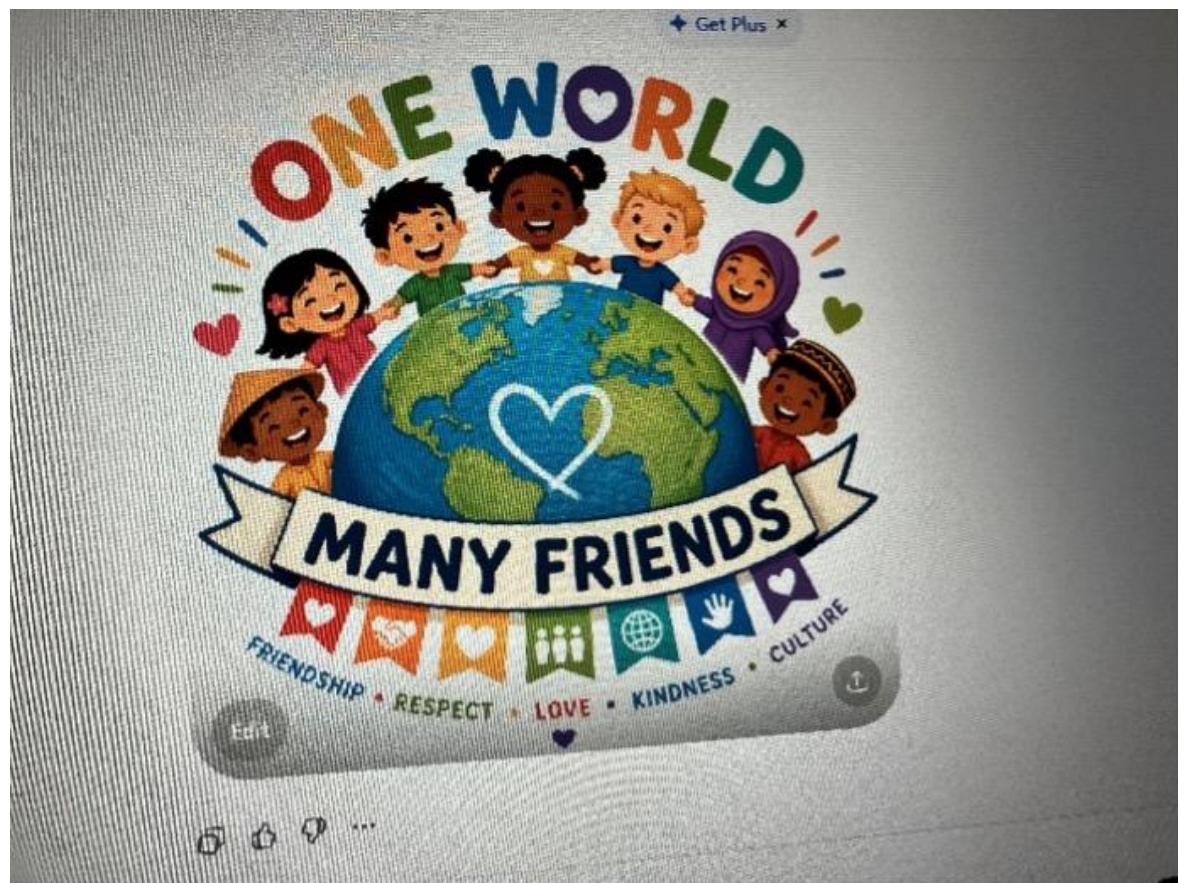 Get Plus ×
ONE WORLD
MANY FRIENDS
FRIENDSHIP • RESPECT • LOVE • KINDNESS • CULTURE
Edit